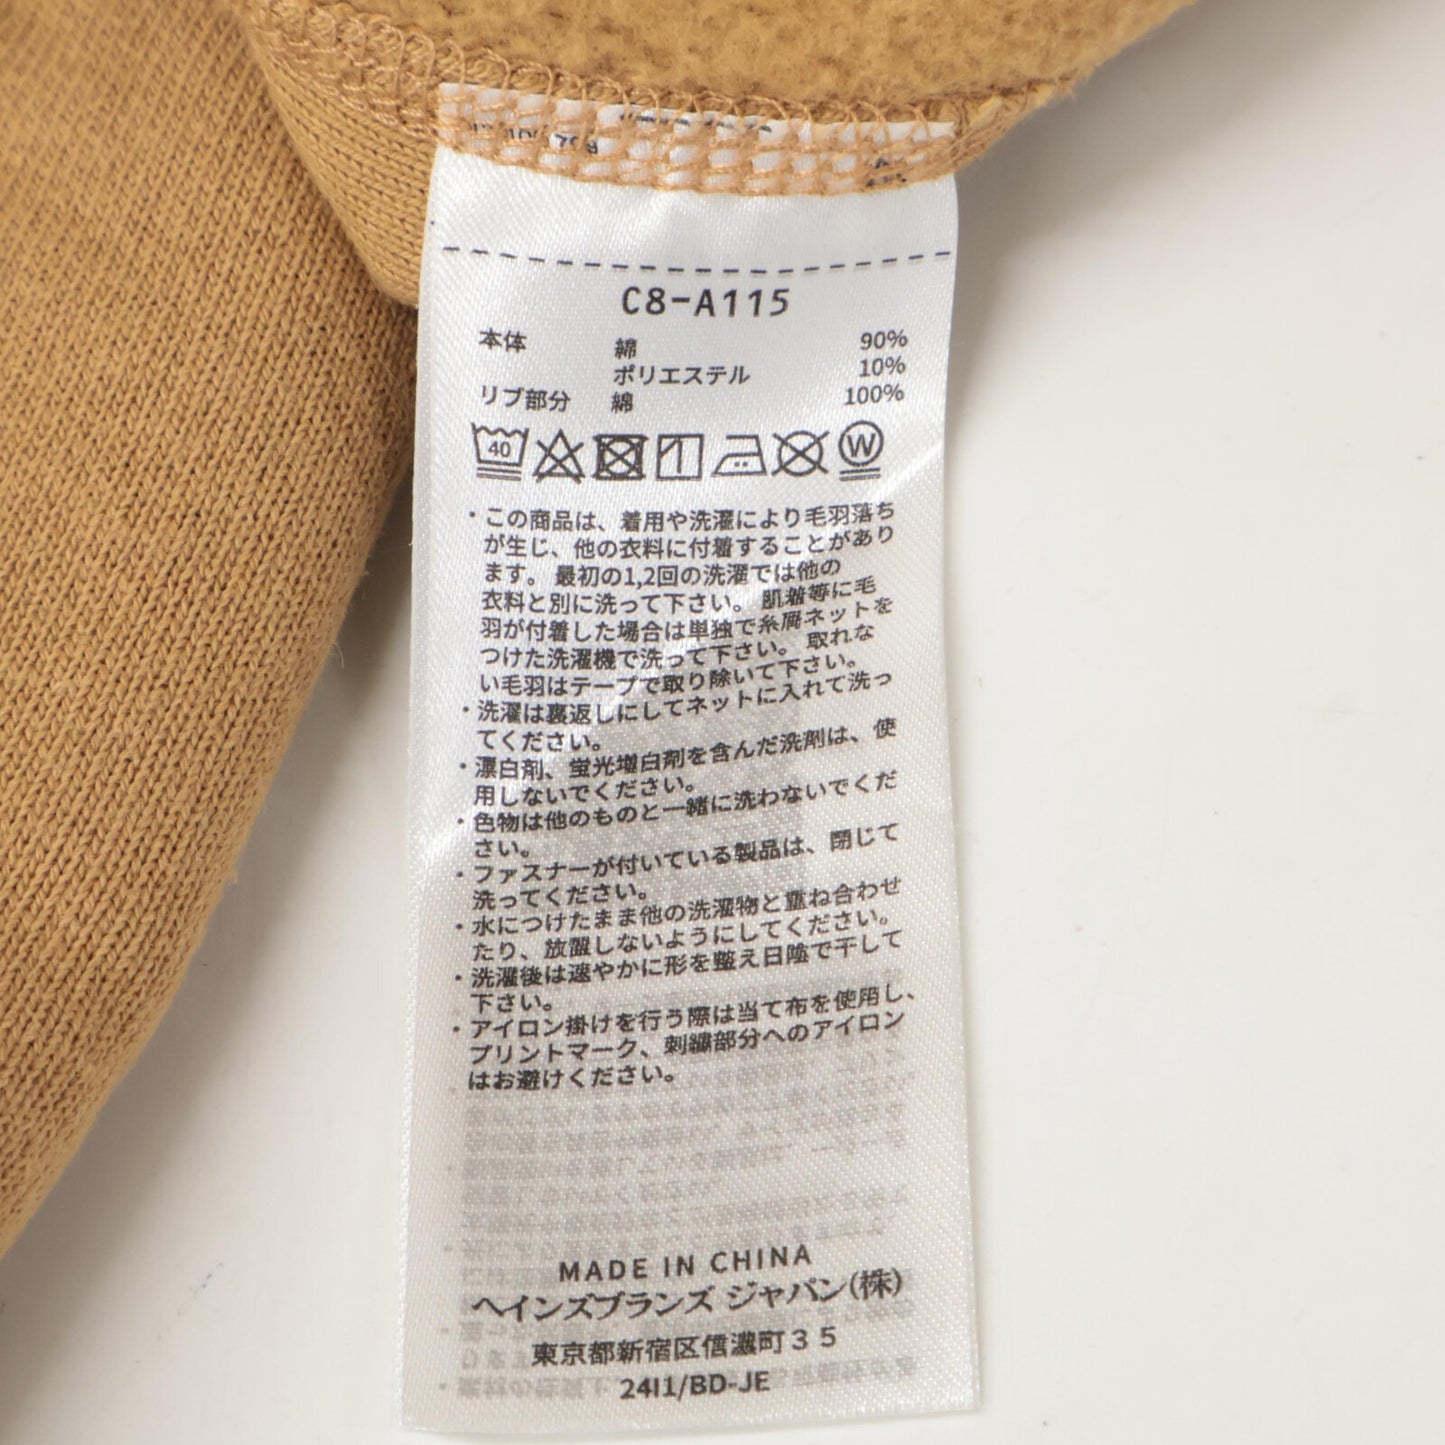 C8-A115
本体 綿 90%
ポリエステル 10%
リブ部分 綿 100%
40 W
・この商品は、着用や洗濯により毛羽落ち
が生じ、他の衣料に付着することがあり
ます。最初の1,2回の洗濯では他の
衣料と別に洗って下さい。肌着等に毛
羽が付着した場合は単独で糸屑ネットを
つけた洗濯機で洗って下さい。取れな
い毛羽はテープで取り除いて下さい。
・洗濯は裏返しにしてネットに入れて洗っ
てください。
・漂白剤、蛍光増白剤を含んだ洗剤は、使
用しないでください。
・色物は他のものと一緒に洗わないでくだ
さい。
・ファスナーが付いている製品は、閉じて
洗ってください。
・水につけたまま他の洗濯物と重ね合わせ
たり、放置しないようにしてください。
・洗濯後は速やかに形を整え日陰で干して
下さい。
・アイロン掛けを行う際は当て布を使用し、
プリントマーク、刺繍部分へのアイロン
はお避けください。
MADE IN CHINA
ヘインズブランズ ジャパン(株)
東京都新宿区信濃町35
24I1/BD-JE